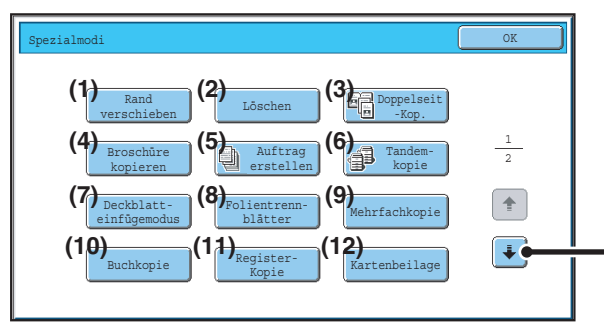 Spezialmodi
OK
(1) Rand
verschieben
(2) Löschen
(3) Doppelseit
-Kop.
(4) Broschüre
kopieren
(5) Auftrag
erstellen
(6) Tandem-
kopie
1
2
(7) Deckblatt-
einfügemodus
(8) Folientrenn-
blätter
(9) Mehrfachkopie
(10) Buchkopie
(11) Register-
Kopie
(12) Kartenbeilage